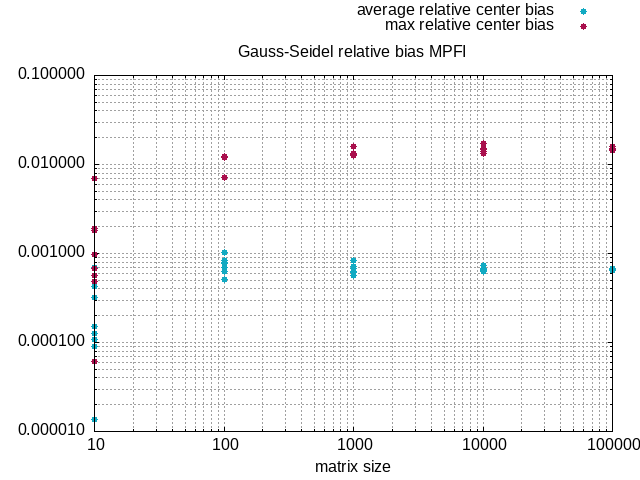 average relative center bias
max relative center bias
Gauss-Seidel relative bias MPFI
0.100000
0.010000
0.001000
0.000100
0.000010
10 100 1000 10000 100000
matrix size